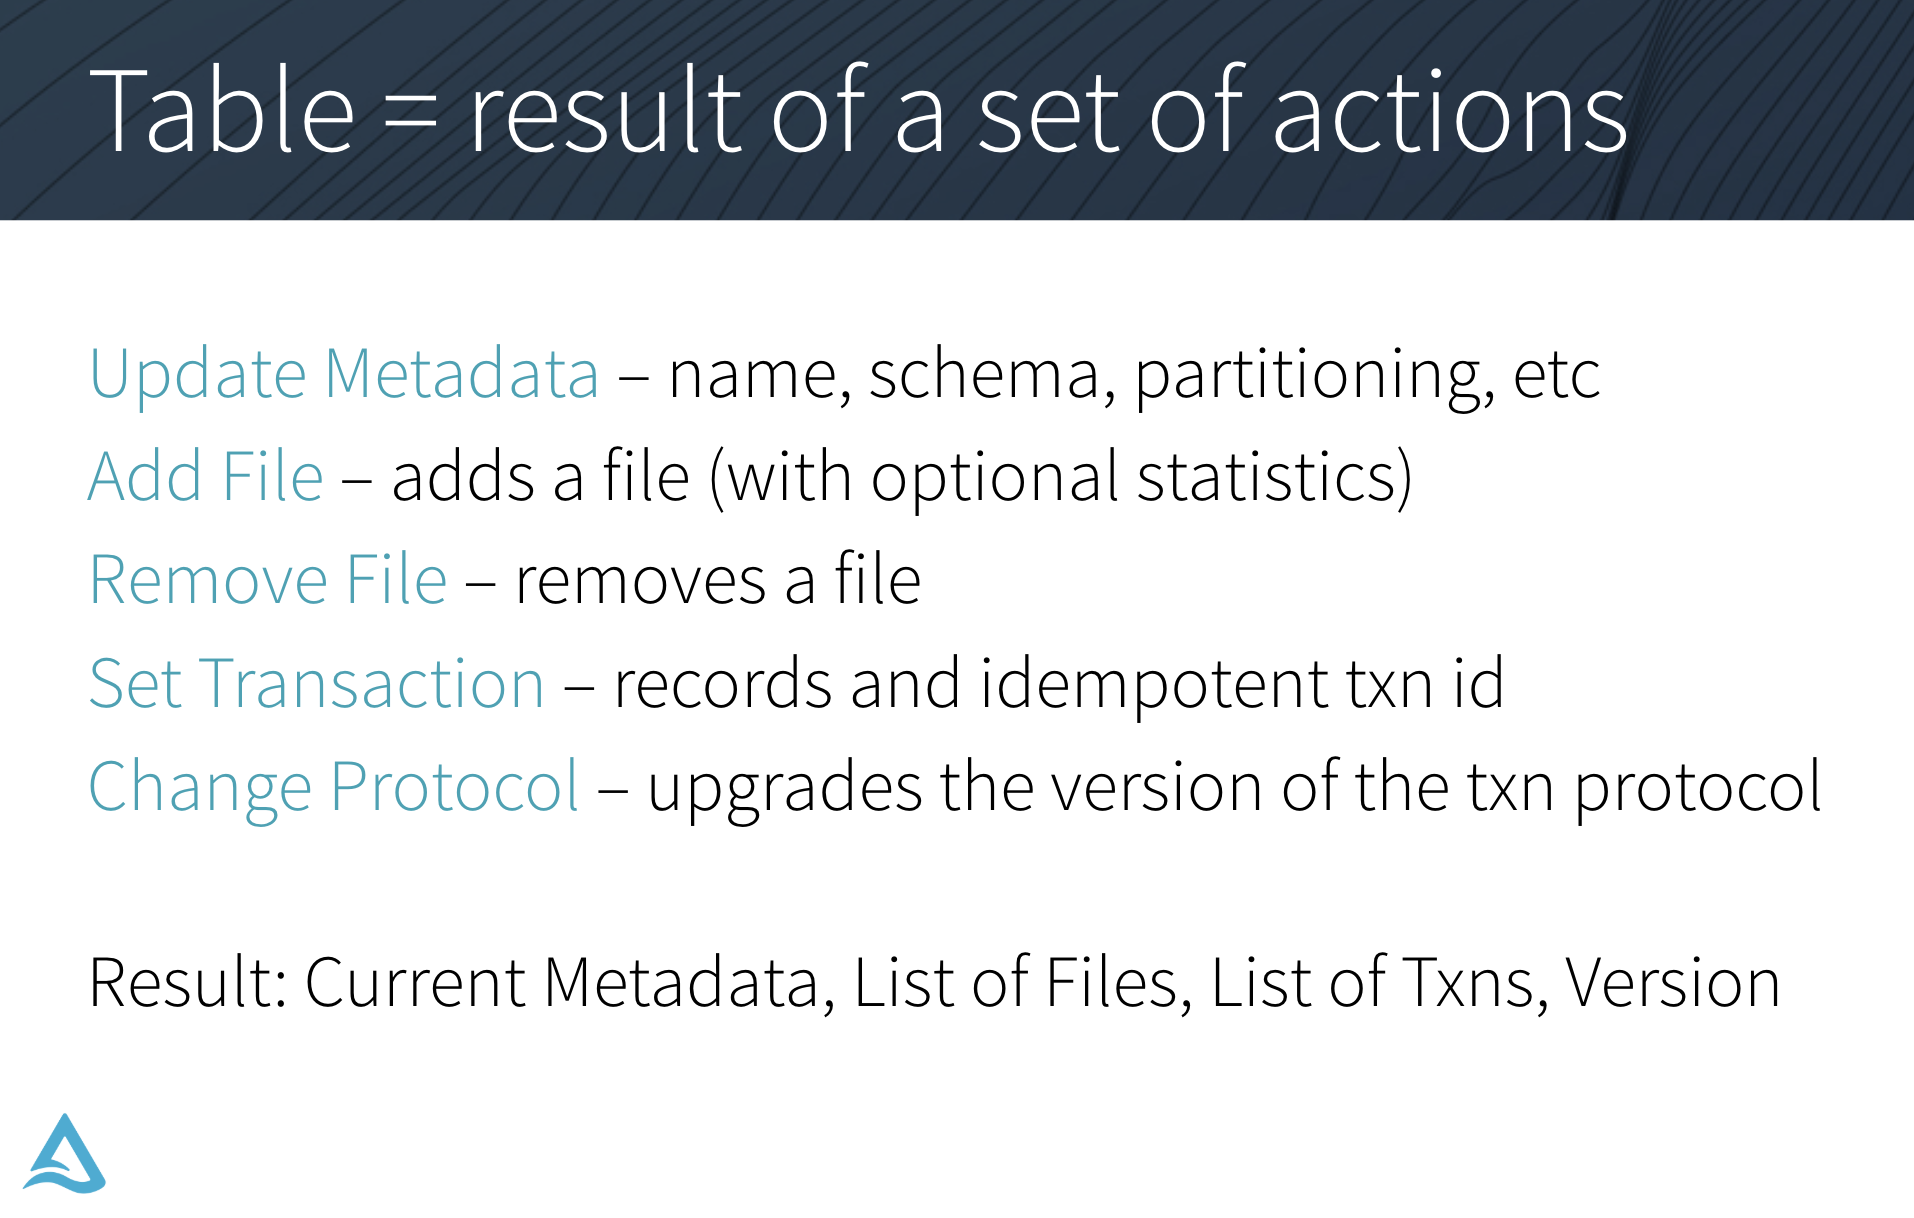 Table = result of a set of actions
Update Metadata – name, schema, partitioning, etc
Add File – adds a file (with optional statistics)
Remove File – removes a file
Set Transaction – records and idempotent txn id
Change Protocol – upgrades the version of the txn protocol
Result: Current Metadata, List of Files, List of Txns, Version